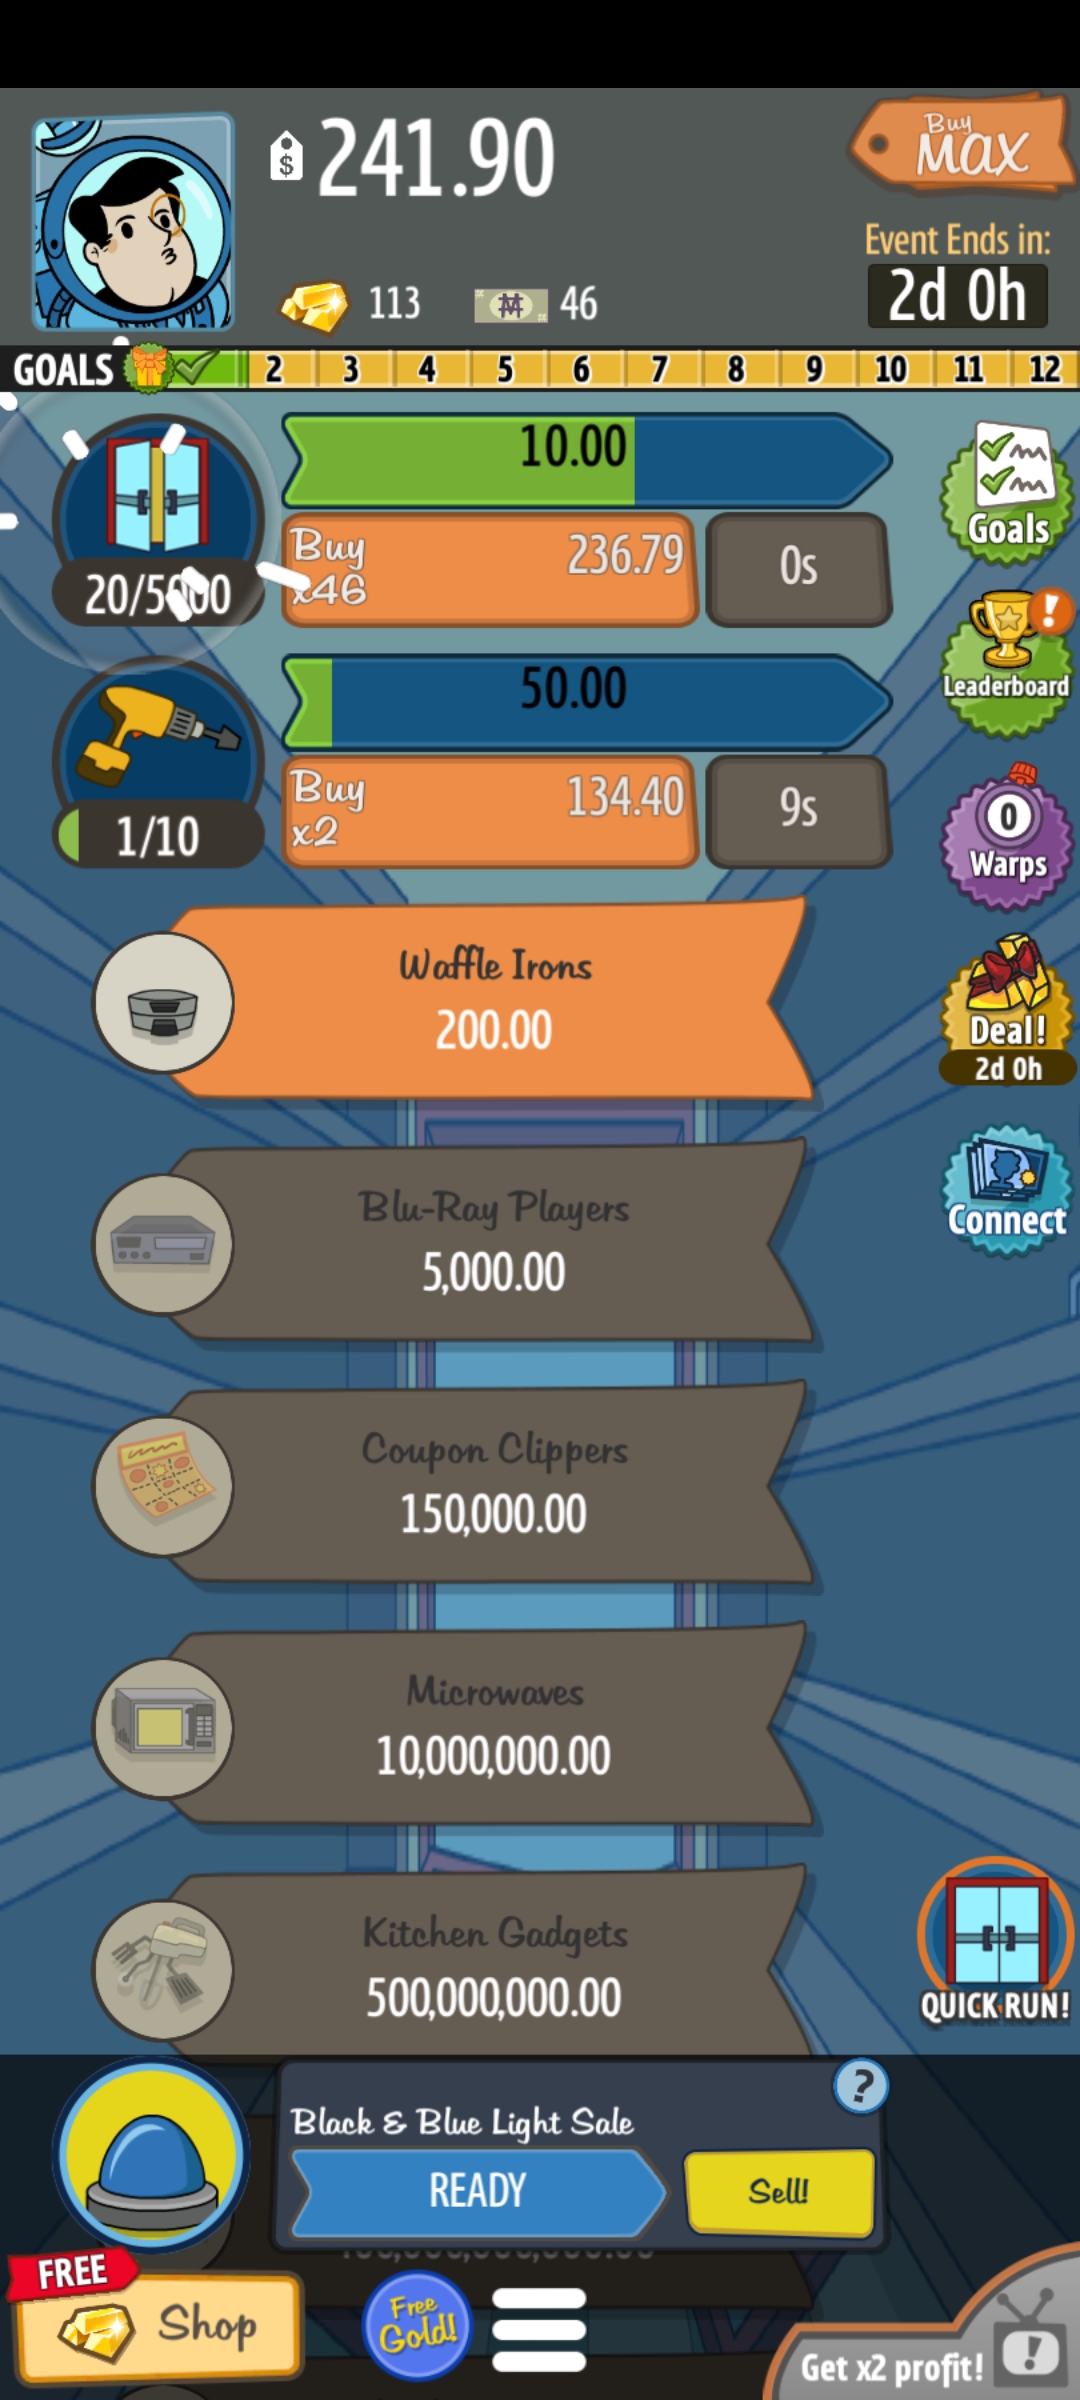 241.90
$
Buy
MAX
113
46
Event Ends in:
2d 0h
GOALS 2 3 4 5 6 7 8 9 10 11 12
10.00
Buy
x46
236.79
0s
Goals
50.00
Leaderboard
Buy
x2
134.40
9s
1/10
0
Warps
Waffle Irons
200.00
Deal!
2d 0h
Blu-Ray Players
5,000.00
Connect
Coupon Clippers
150,000.00
Microwaves
10,000,000.00
Kitchen Gadgets
500,000,000.00
QUICK RUN!
Black & Blue Light Sale
?
READY
Sell!
FREE
Shop
Free
Gold!
Get x2 profit!